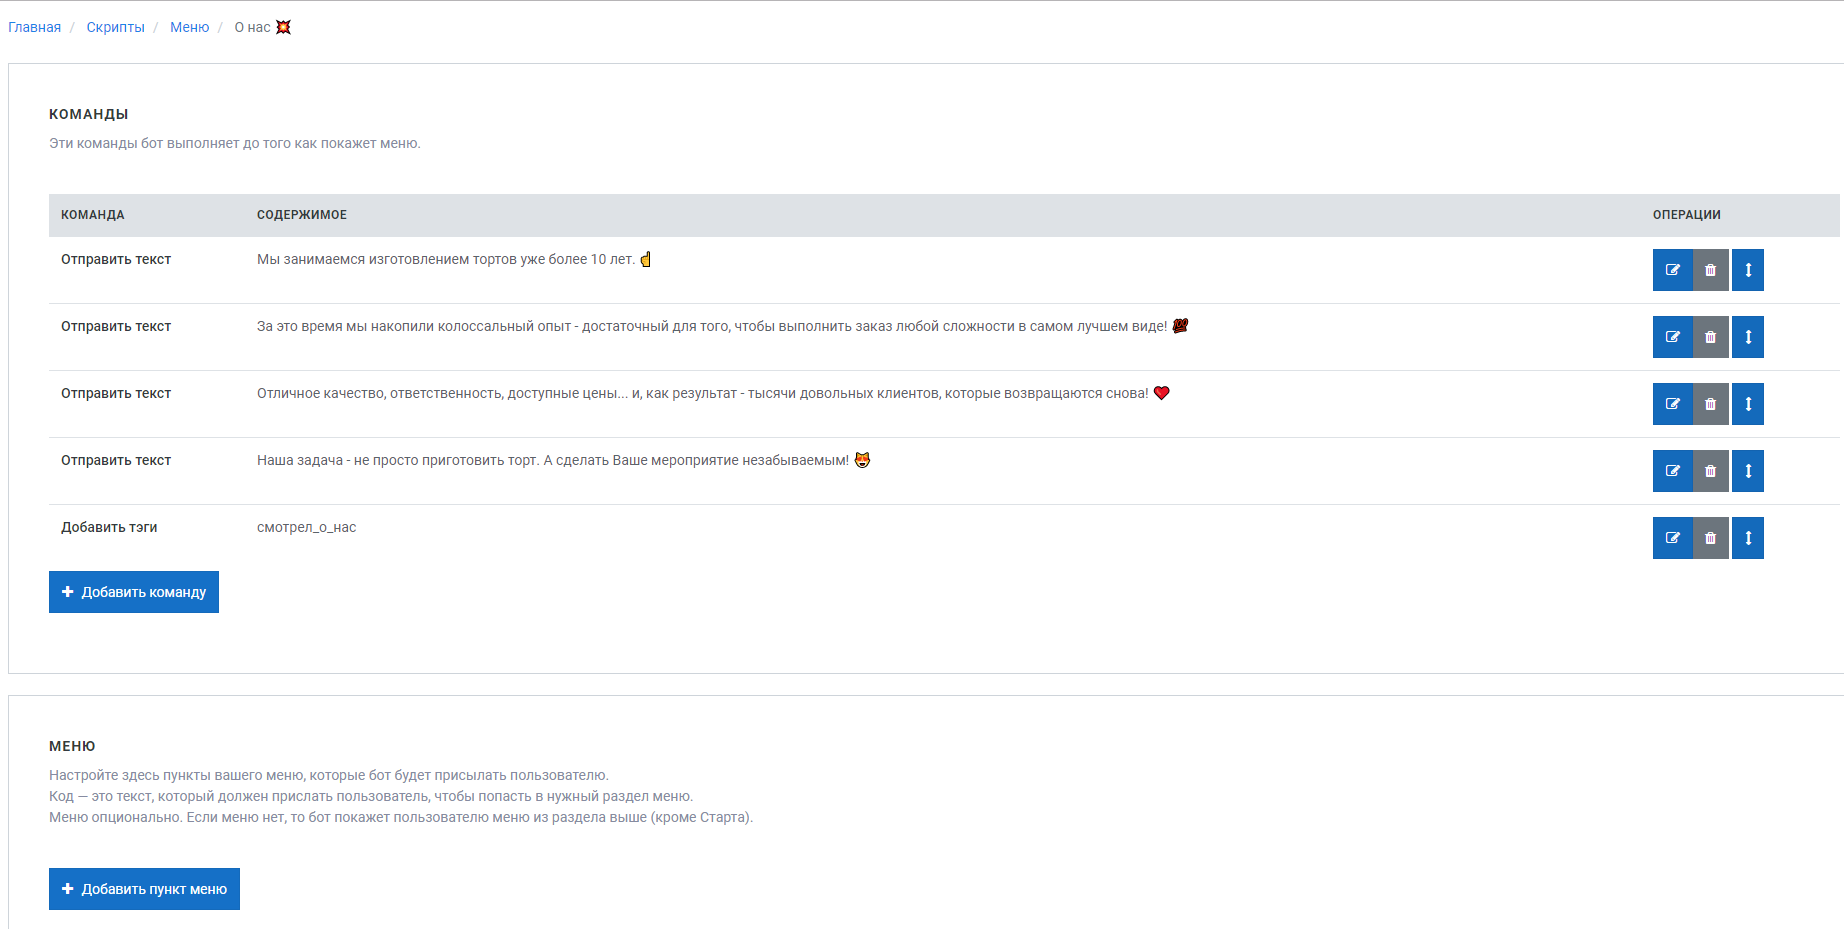 Главная / Скрипты / Меню / О нас 💥
КОМАНДЫ
Эти команды бот выполняет до того как покажет меню.
КОМАНДА СОДЕРЖИМОЕ ОПЕРАЦИИ
Отправить текст Мы занимаемся изготовлением тортов уже более 10 лет. ☝
Отправить текст За это время мы накопили колоссальный опыт - достаточный для того, чтобы выполнить заказ любой сложности в самом лучшем виде! 💯
Отправить текст Отличное качество, ответственность, доступные цены... и, как результат - тысячи довольных клиентов, которые возвращаются снова! ❤
Отправить текст Наша задача - не просто приготовить торт. А сделать Ваше мероприятие незабываемым! 😻
Добавить тэги смотрел_о_нас
+ Добавить команду
МЕНЮ
Настройте здесь пункты вашего меню, которые бот будет присылать пользователю.
Код — это текст, который должен прислать пользователь, чтобы попасть в нужный раздел меню.
Меню опционально. Если меню нет, то бот покажет пользователю меню из раздела выше (кроме Старта).
+ Добавить пункт меню